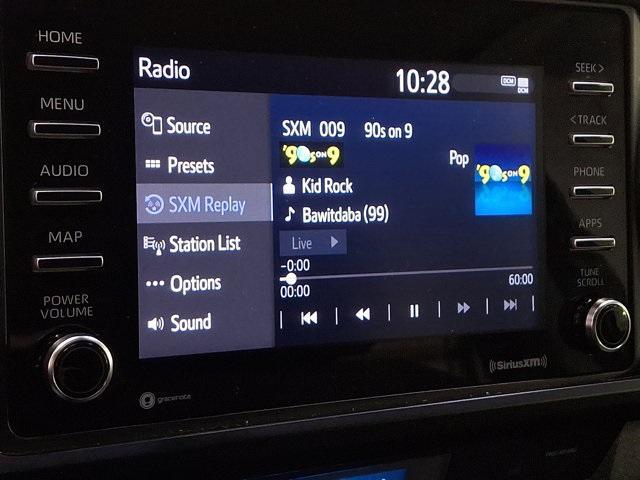 HOME
MENU
AUDIO
MAP
POWER
VOLUME
Radio
10:28
DCM
DCM
Source
Presets
SXM Replay
Station List
Options
Sound
SXM 009 90s on 9
'90s on 9
Pop
'90s on 9
Kid Rock
Bawitdaba (99)
Live
-0:00
00:00
60:00
SEEK >
< TRACK
PHONE
APPS
TUNE
SCROLL
gracenote
SiriusXM